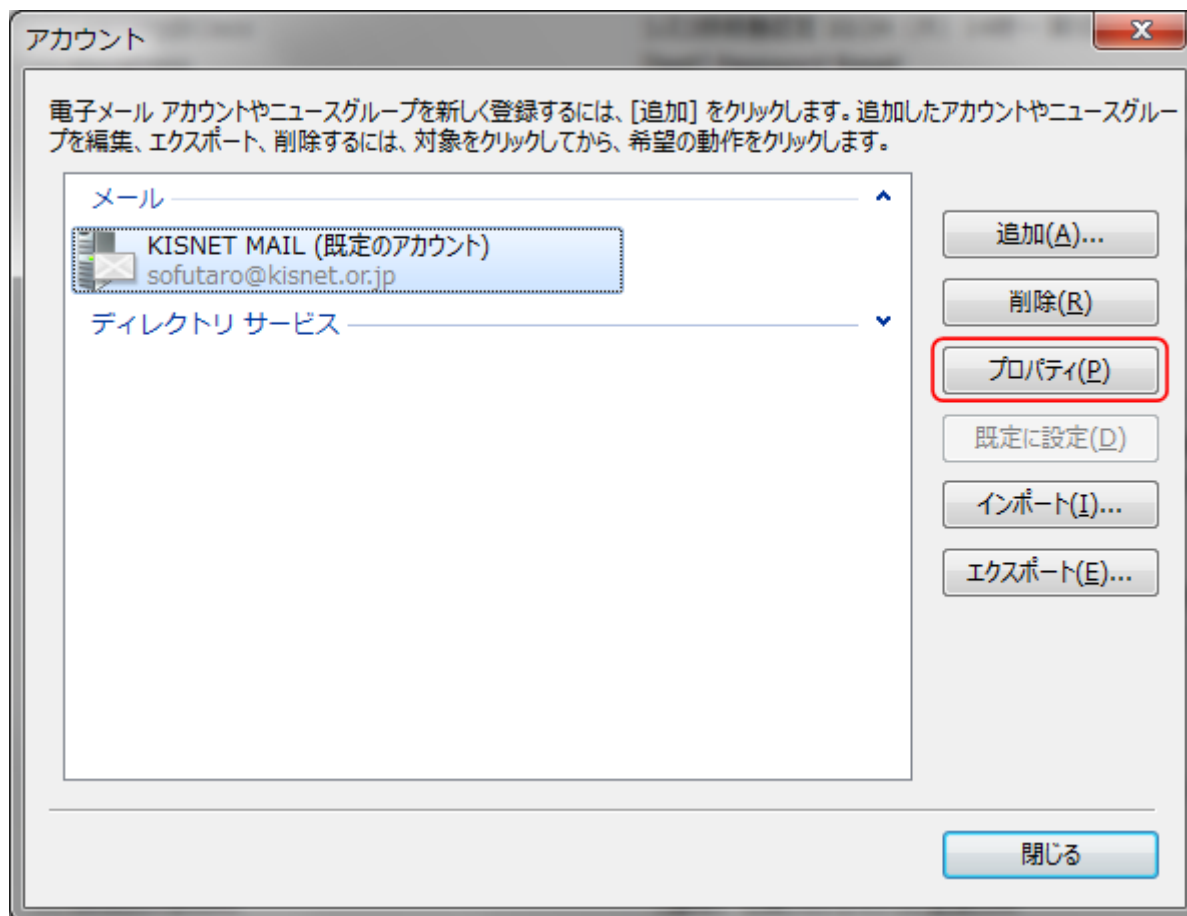 アカウント
電子メール アカウントやニュースグループを新しく登録するには、[追加] をクリックします。追加したアカウントやニュースグルー
プを編集、エクスポート、削除するには、対象をクリックしてから、希望の動作をクリックします。
メール
KISNET MAIL (既定のアカウント)
sofutaro@kisnet.or.jp
ディレクトリ サービス
追加(A)...
削除(R)
プロパティ(P)
既定に設定(D)
インポート(I)...
エクスポート(E)...
閉じる